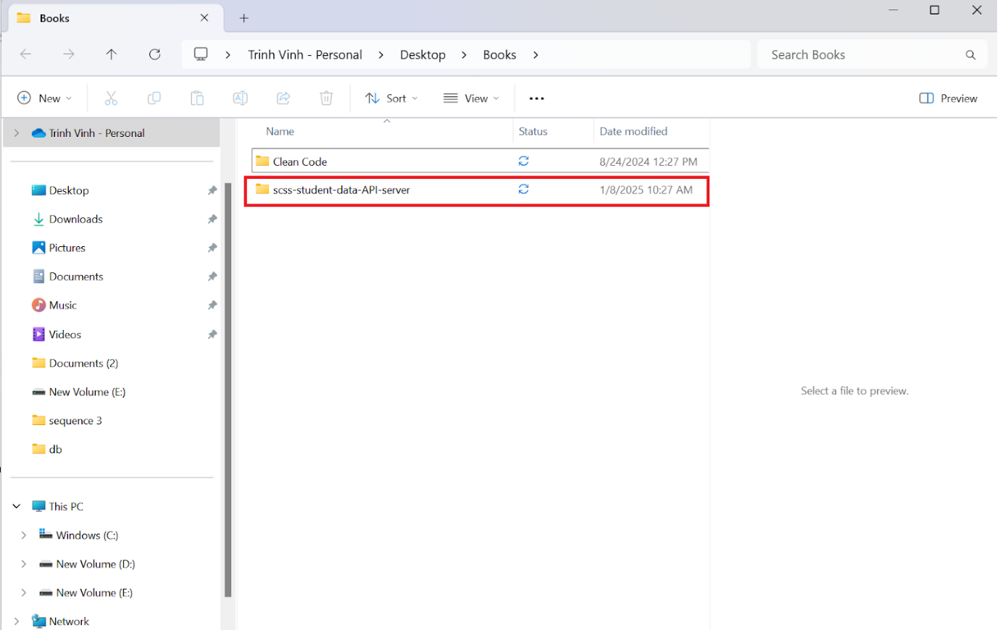 Books
Trinh Vinh - Personal > Desktop > Books >
Search Books
New
Sort
View
Preview
Trinh Vinh - Personal
Desktop
Downloads
Pictures
Documents
Music
Videos
Documents (2)
New Volume (E:)
sequence 3
db
This PC
Windows (C:)
New Volume (D:)
New Volume (E:)
Network
Name Status Date modified
Clean Code 8/24/2024 12:27 PM
scss-student-data-API-server 1/8/2025 10:27 AM
Select a file to preview.